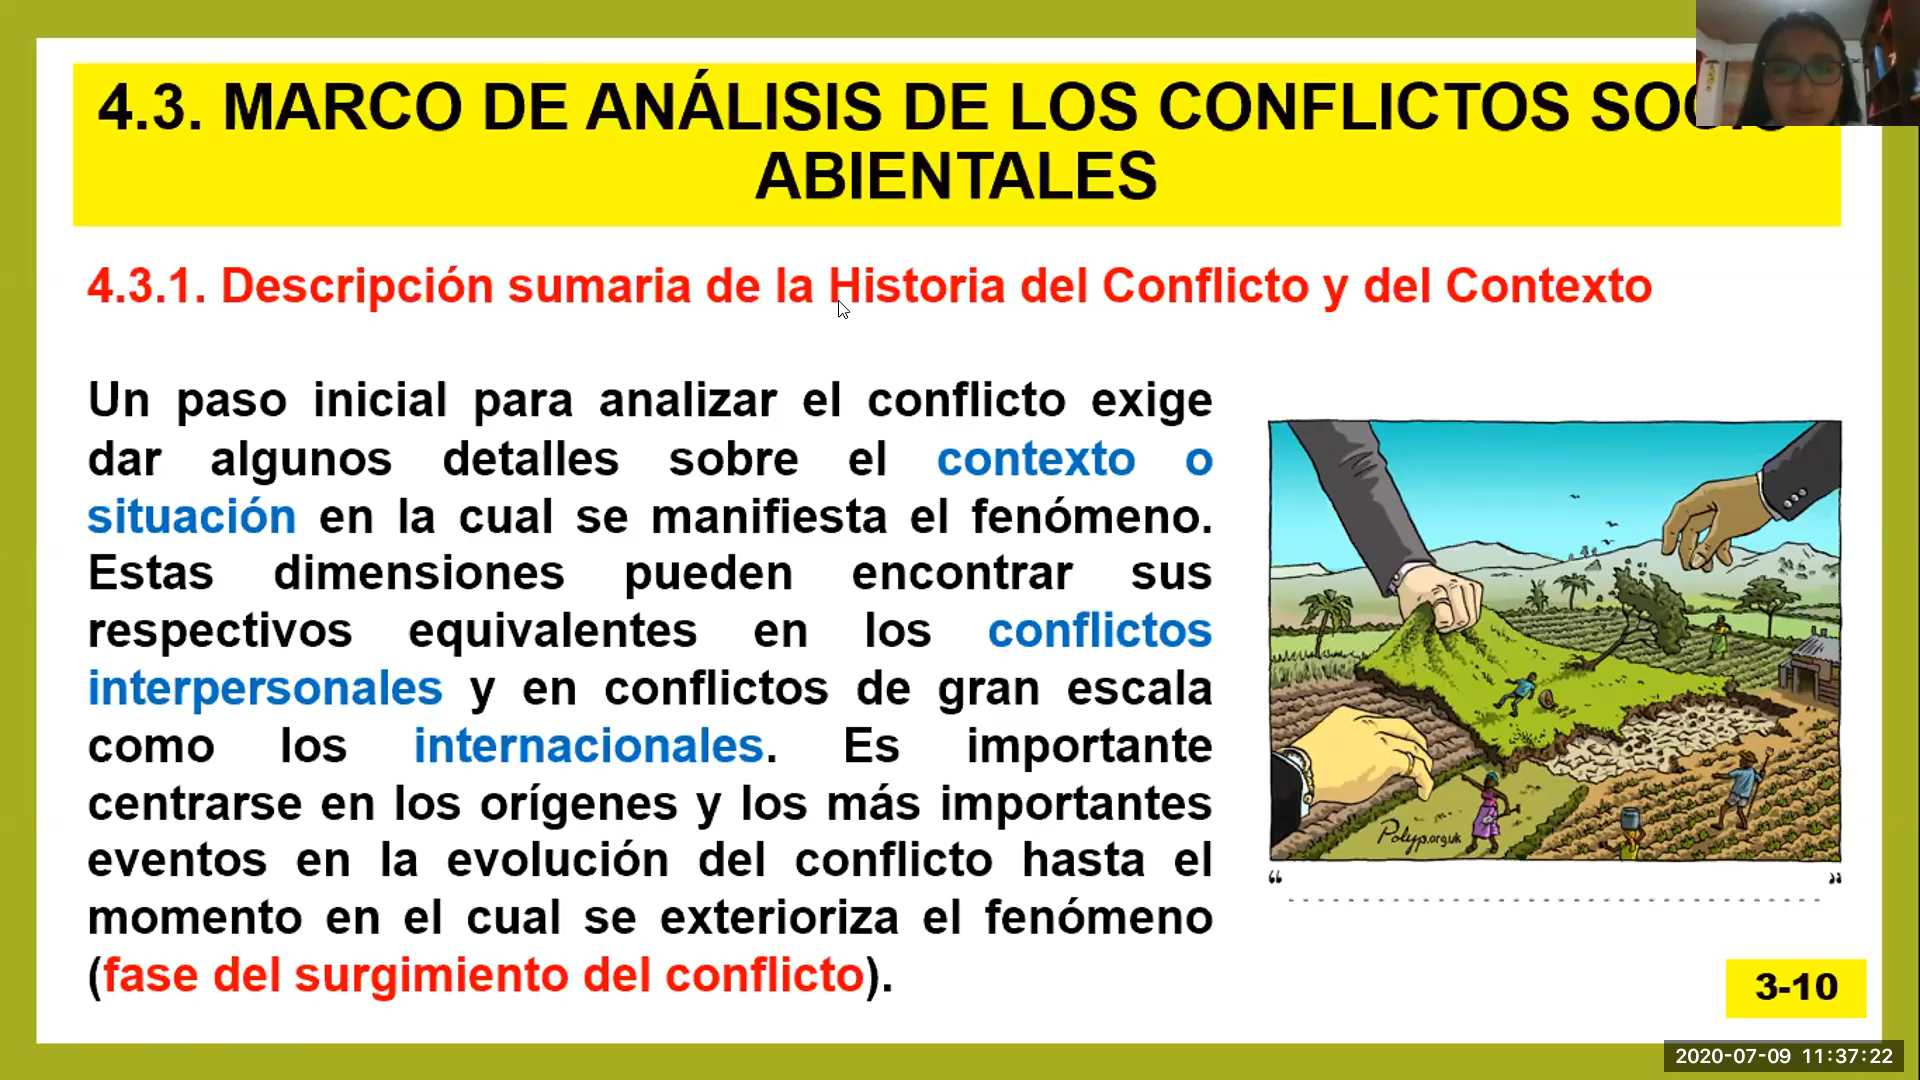 4.3. MARCO DE ANÁLISIS DE LOS CONFLICTOS SOCIO
ABIENTALES
4.3.1. Descripción sumaria de la Historia del Conflicto y del Contexto
Un paso inicial para analizar el conflicto exige
dar algunos detalles sobre el contexto o
situación en la cual se manifiesta el fenómeno.
Estas dimensiones pueden encontrar sus
respectivos equivalentes en los conflictos
interpersonales y en conflictos de gran escala
como los internacionales. Es importante
centrarse en los orígenes y los más importantes
eventos en la evolución del conflicto hasta el
momento en el cual se exterioriza el fenómeno
(fase del surgimiento del conflicto).
Polyp.org.uk
“ ”
3-10
2020-07-09 11:37:22